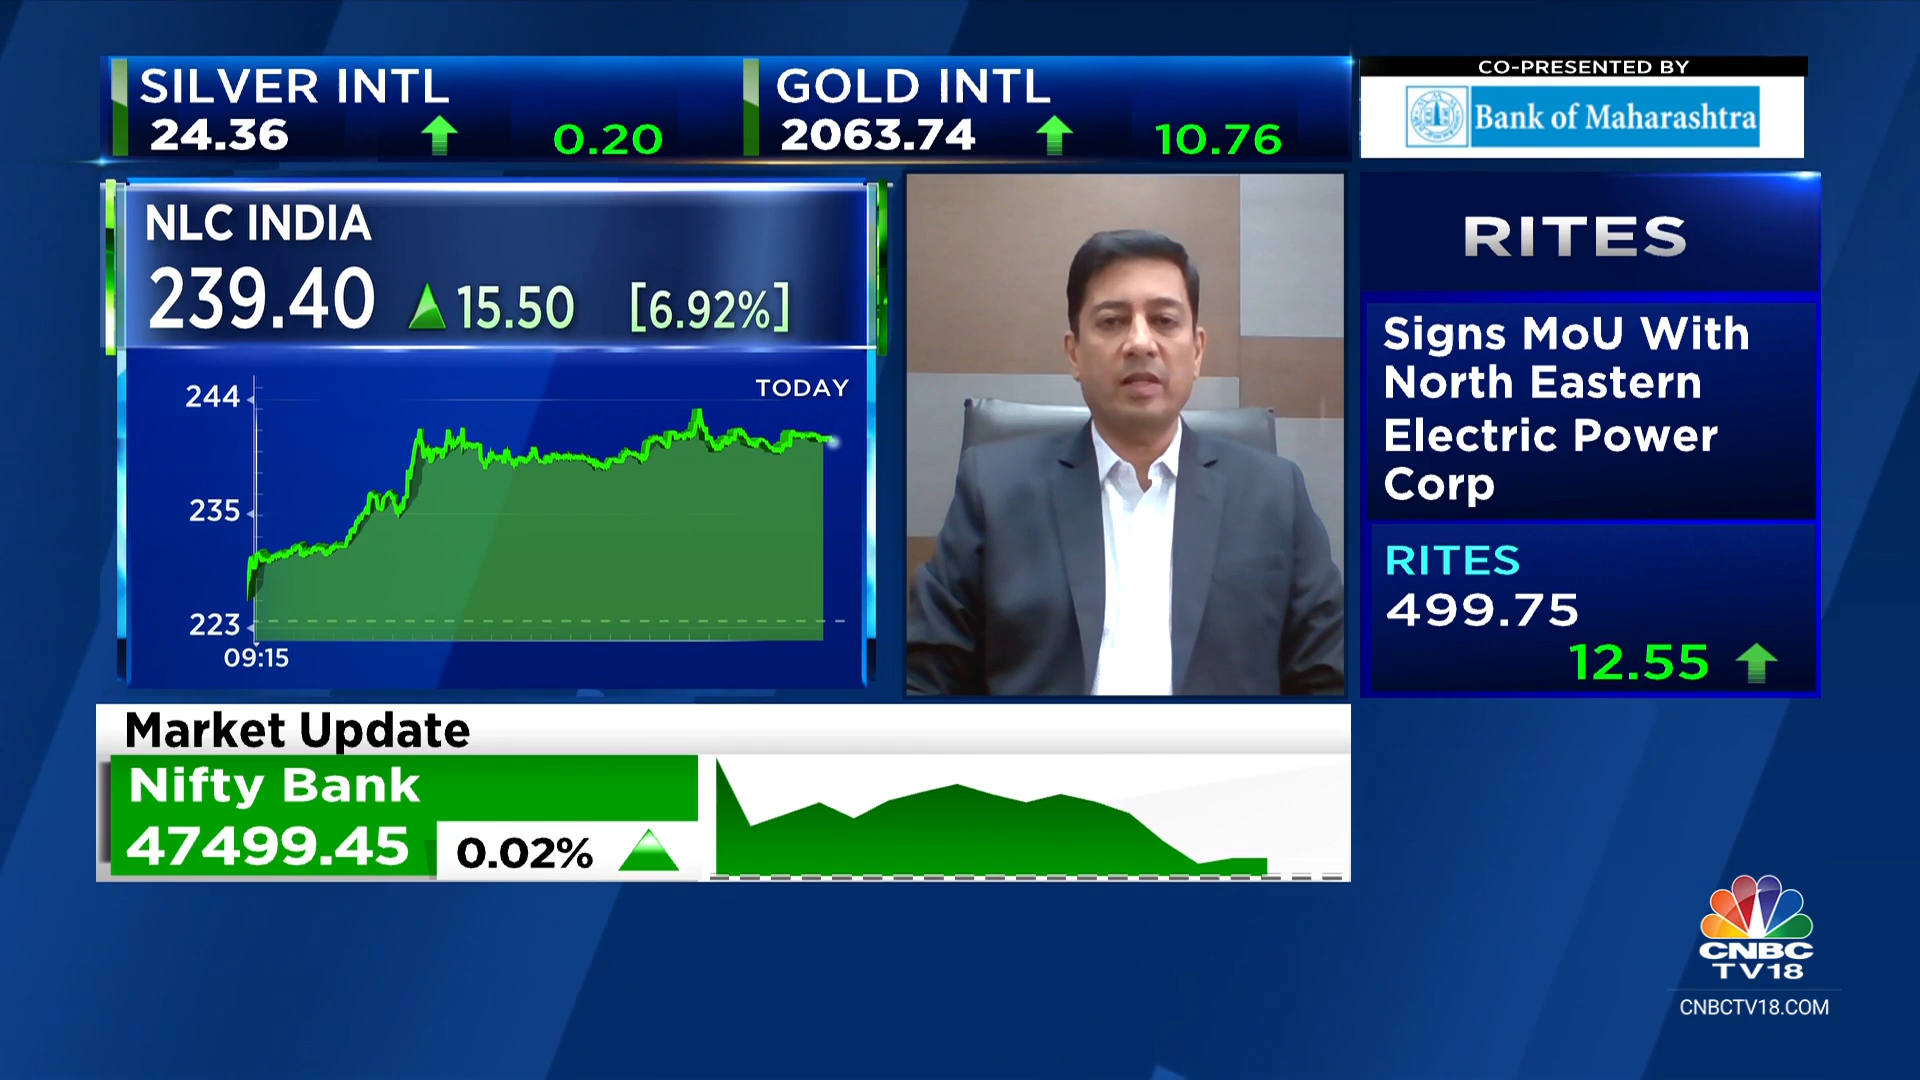 SILVER INTL
24.36 0.20
GOLD INTL
2063.74 10.76
CO-PRESENTED BY
Bank of Maharashtra
NLC INDIA
239.40 15.50 [6.92%]
TODAY
244
235
223
09:15
RITES
Signs MoU With
North Eastern
Electric Power
Corp
RITES
499.75
12.55
Market Update
Nifty Bank
47499.45 0.02%
CNBC
TV18
CNBCTV18.COM